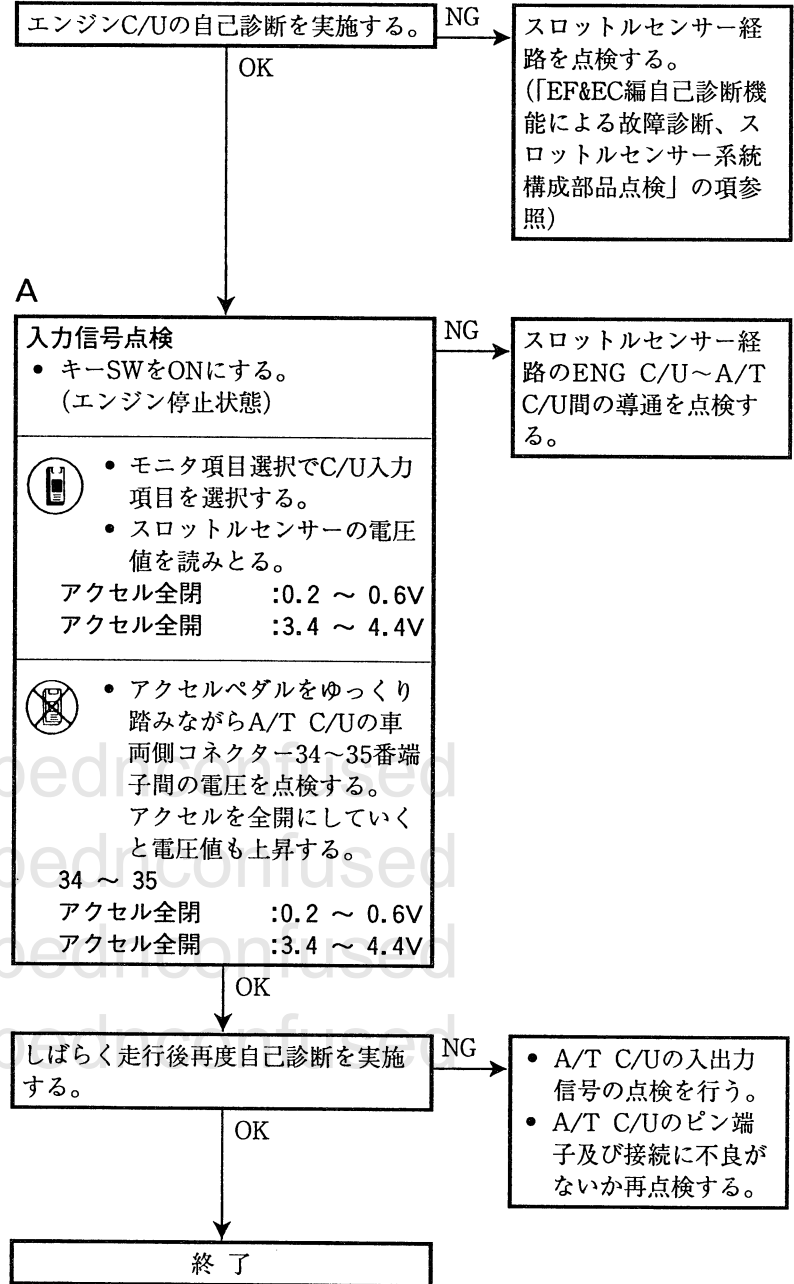 エンジンC/Uの自己診断を実施する。
NG
スロットルセンサー経
路を点検する。
(「EF&EC編自己診断機
能による故障診断、ス
ロットルセンサー系統
構成部品点検」の項参
照)
OK
A
入力信号点検
• キーSWをONにする。
(エンジン停止状態)
NG
スロットルセンサー経
路のENG C/U～A/T
C/U間の導通を点検す
る。
• モニタ項目選択でC/U入力
項目を選択する。
• スロットルセンサーの電圧
値を読みとる。
アクセル全閉 :0.2 ～ 0.6V
アクセル全開 :3.4 ～ 4.4V
• アクセルペダルをゆっくり
踏みながらA/T C/Uの車
両側コネクター34～35番端
子間の電圧を点検する。
アクセルを全開にしていく
と電圧値も上昇する。
34 ～ 35
アクセル全閉 :0.2 ～ 0.6V
アクセル全開 :3.4 ～ 4.4V
OK
しばらく走行後再度自己診断を実施
する。
NG
• A/T C/Uの入出力
信号の点検を行う。
• A/T C/Uのピン端
子及び接続に不良が
ないか再点検する。
OK
終了
pednconfused
pednconfused
pednconfused
pednconfused